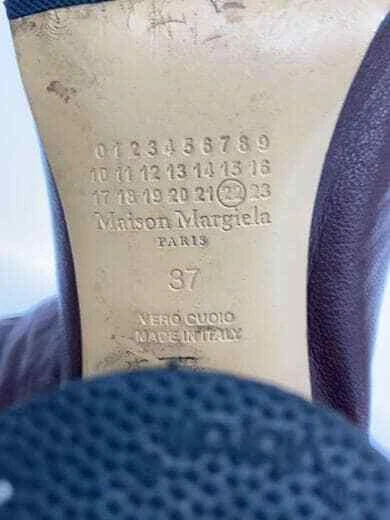 0 1 2 3 4 5 6 7 8 9
10 11 12 13 14 15 16
17 18 19 20 21 22 23
Maison Margiela
PARIS
37
VERO CUOIO
MADE IN ITALY